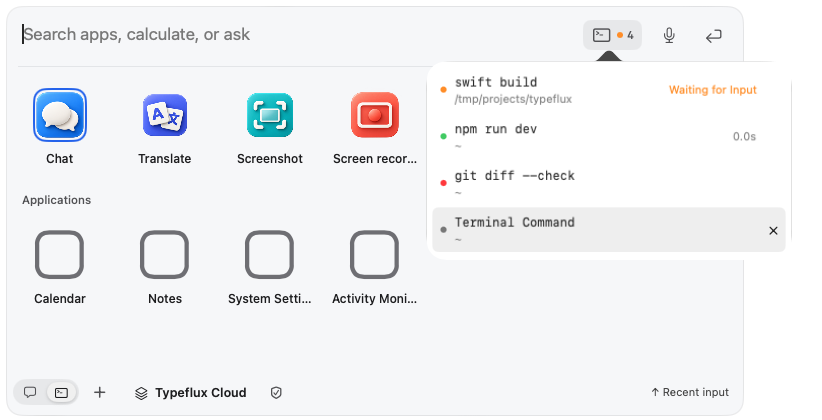 Search apps, calculate, or ask
4
swift build
/tmp/projects/typeflux
Waiting for Input
npm run dev
~
0.0s
git diff --check
~
Terminal Command
~
Chat
Translate
Screenshot
Screen recor...
Applications
Calendar
Notes
System Setti...
Activity Moni...
Typeflux Cloud
↑ Recent input